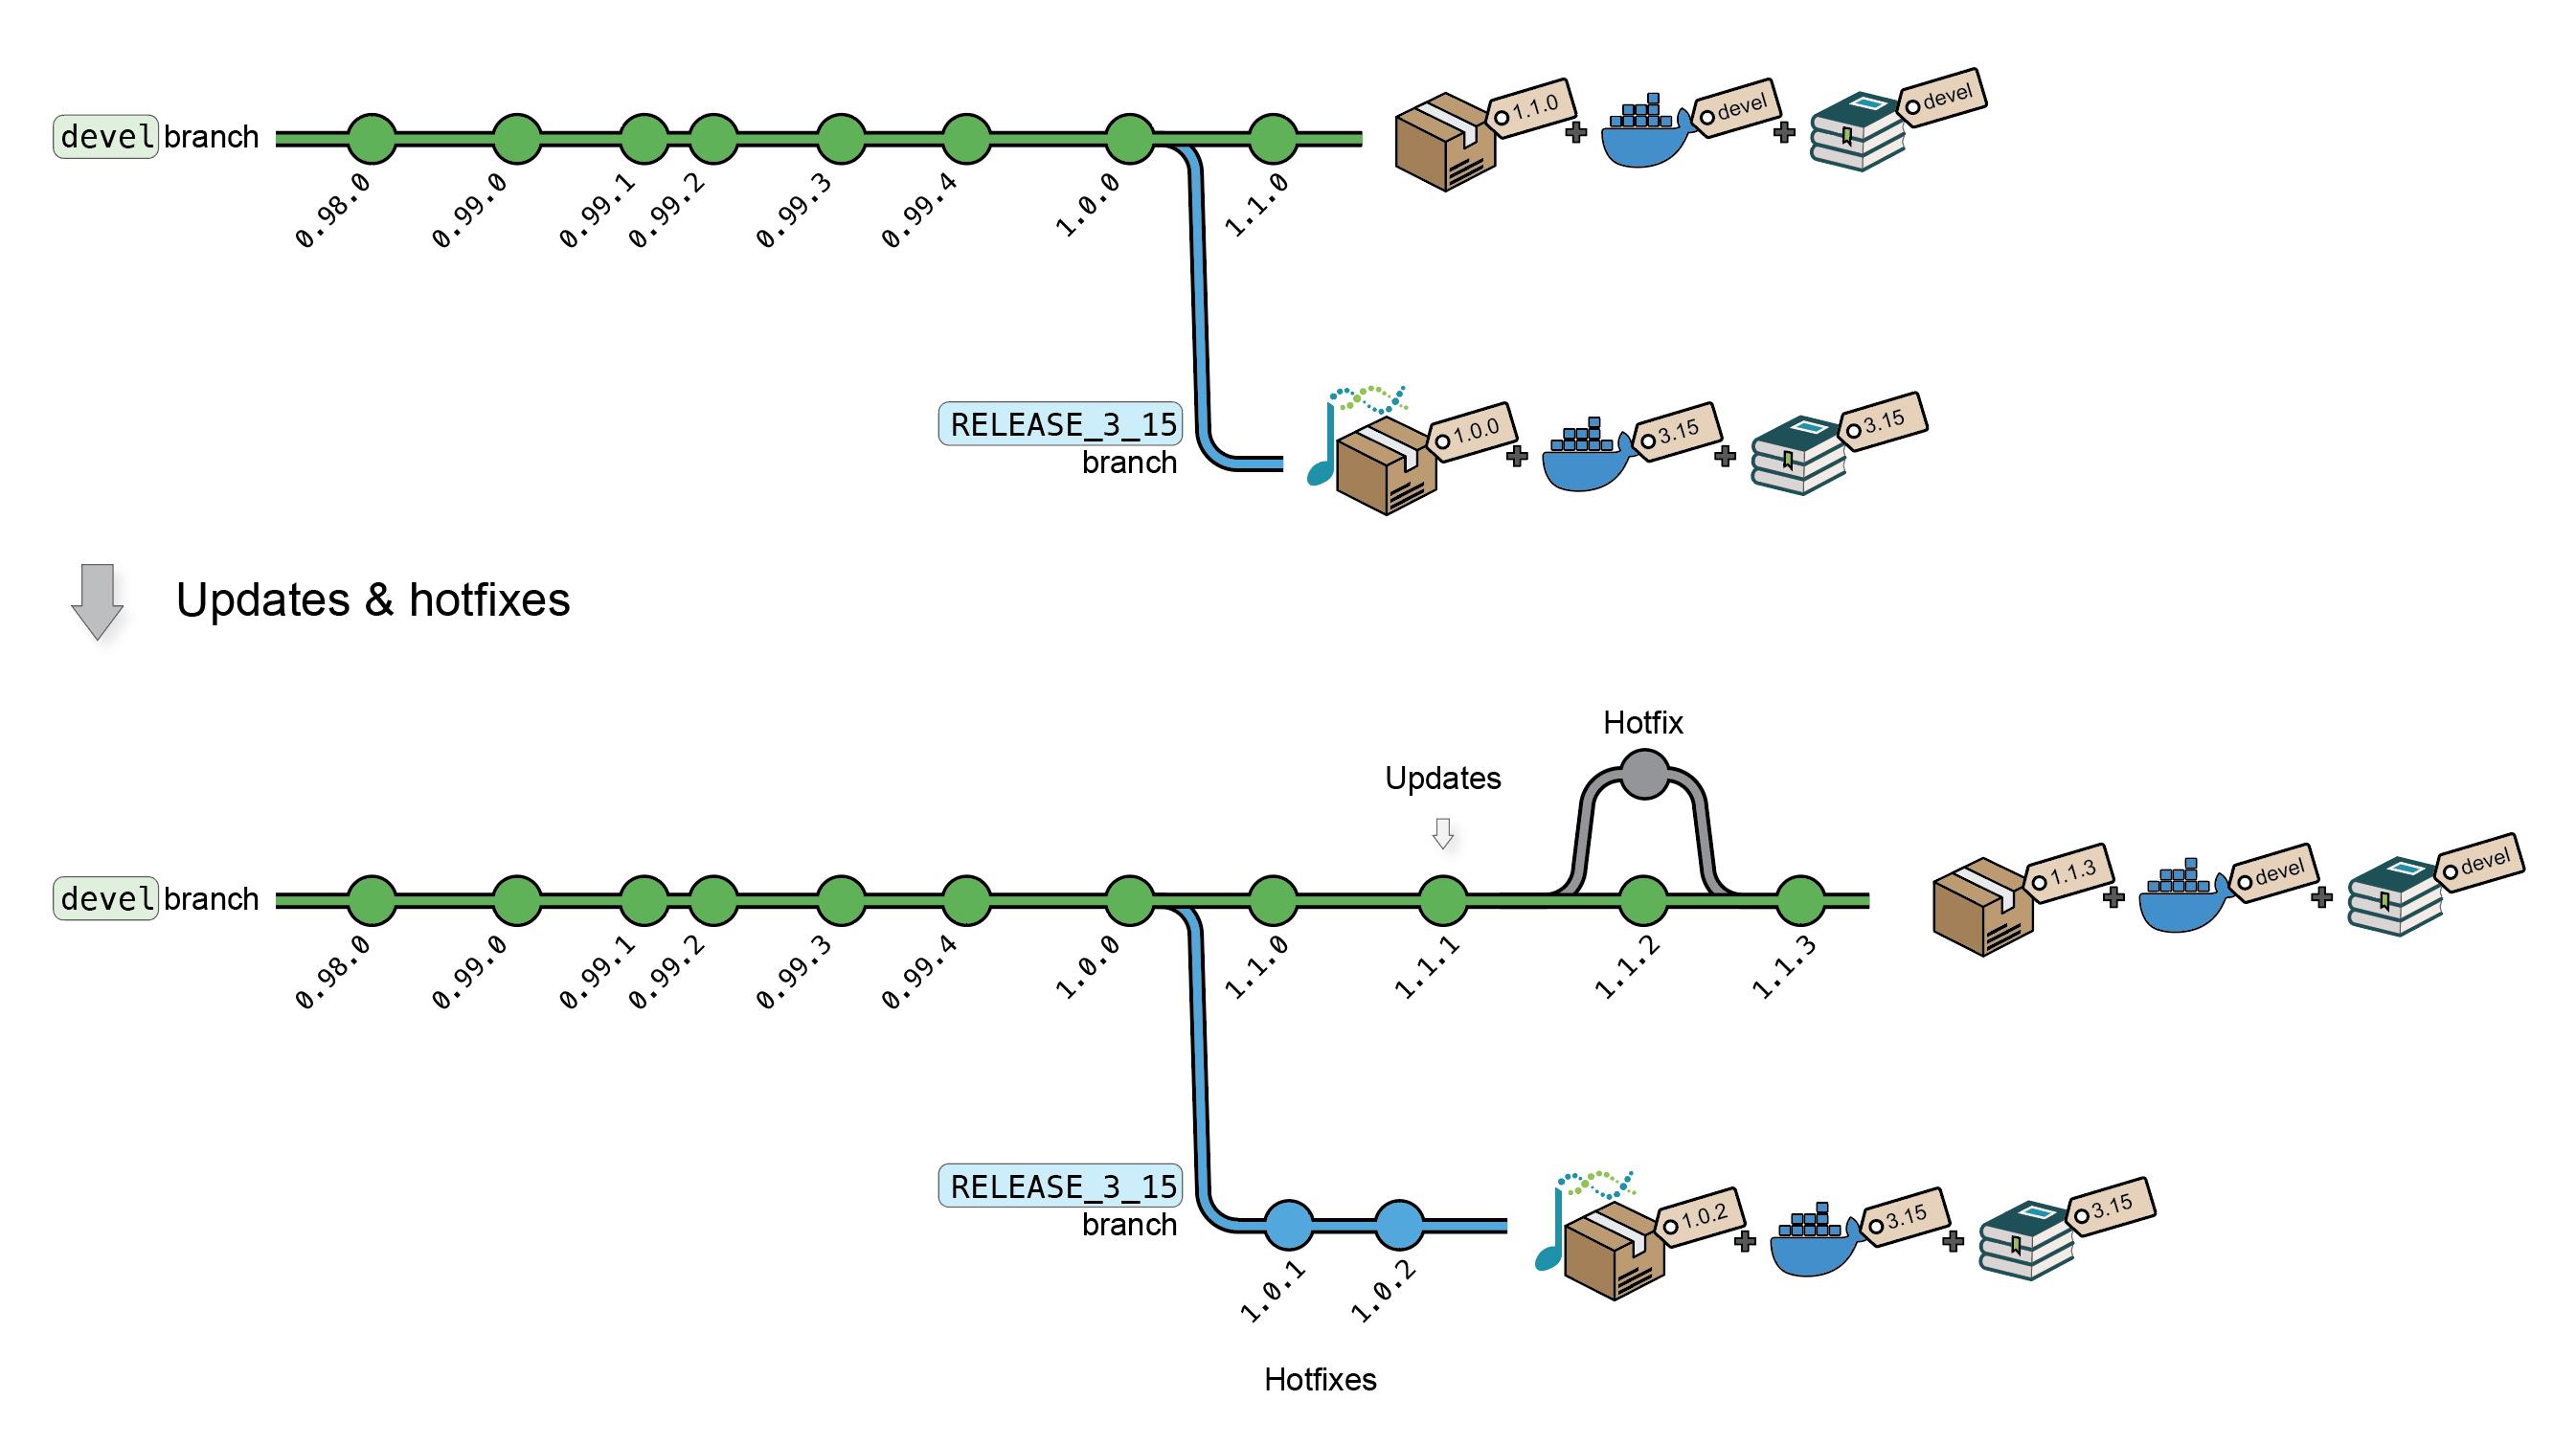 devel branch
0.98.0
0.99.0
0.99.1
0.99.2
0.99.3
0.99.4
1.0.0
1.1.0
1.1.0
devel
devel
RELEASE_3_15
branch
1.0.0
3.15
3.15
Updates & hotfixes
Hotfix
Updates
devel branch
0.98.0
0.99.0
0.99.1
0.99.2
0.99.3
0.99.4
1.0.0
1.1.0
1.1.1
1.1.2
1.1.3
1.1.3
devel
devel
RELEASE_3_15
branch
1.0.1
1.0.2
1.0.2
3.15
3.15
Hotfixes